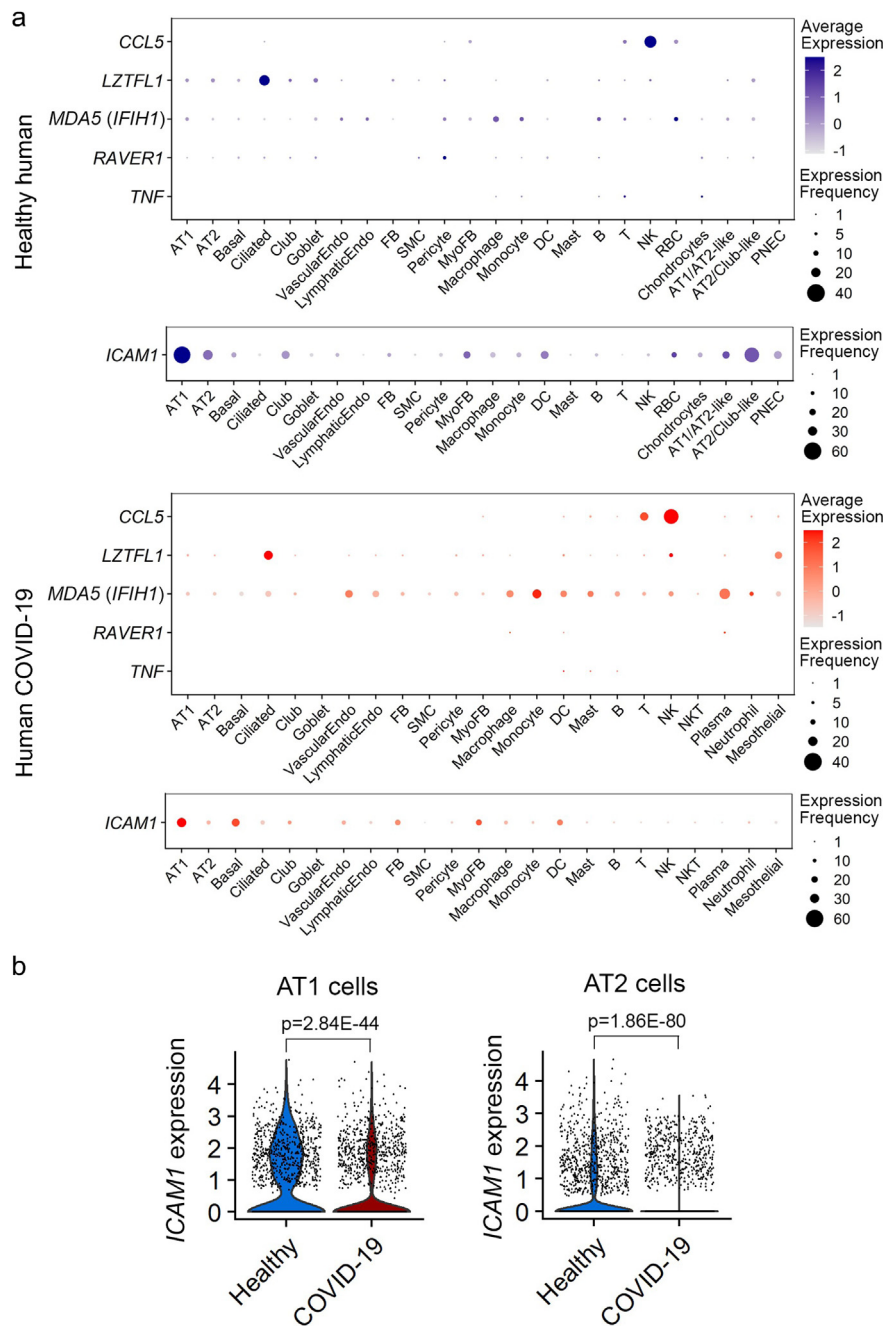 a
Healthy human
CCL5
LZTFL1
MDA5 (IFIH1)
RAVER1
TNF
AT1
AT2
Basal
Ciliated
Club
Goblet
VascularEndo
LymphaticEndo
FB
SMC
Pericyte
MyoFB
Macrophage
Monocyte
DC
Mast
B
T
NK
RBC
Chondrocytes
AT1/AT2-like
AT2/Club-like
PNEC
Average
Expression
2
1
0
-1
Expression
Frequency
1
5
10
20
40
ICAM1
AT1
AT2
Basal
Ciliated
Club
Goblet
VascularEndo
LymphaticEndo
FB
SMC
Pericyte
MyoFB
Macrophage
Monocyte
DC
Mast
B
T
NK
RBC
Chondrocytes
AT1/AT2-like
AT2/Club-like
PNEC
Expression
Frequency
1
10
20
30
60
Human COVID-19
CCL5
LZTFL1
MDA5 (IFIH1)
RAVER1
TNF
AT1
AT2
Basal
Ciliated
Club
Goblet
VascularEndo
LymphaticEndo
FB
SMC
Pericyte
MyoFB
Macrophage
Monocyte
DC
Mast
B
T
NK
NKT
Plasma
Neutrophil
Mesothelial
Average
Expression
2
1
0
-1
Expression
Frequency
1
5
10
20
40
ICAM1
AT1
AT2
Basal
Ciliated
Club
Goblet
VascularEndo
LymphaticEndo
FB
SMC
Pericyte
MyoFB
Macrophage
Monocyte
DC
Mast
B
T
NK
NKT
Plasma
Neutrophil
Mesothelial
Expression
Frequency
1
10
20
30
60
b
AT1 cells
p=2.84E-44
ICAM1 expression
4
3
2
1
0
Healthy
COVID-19
AT2 cells
p=1.86E-80
ICAM1 expression
4
3
2
1
0
Healthy
COVID-19